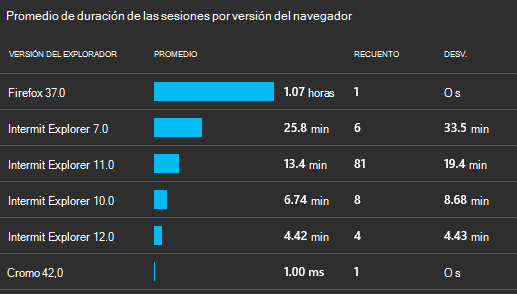 Promedio de duración de las sesiones por versión del navegador
VERSIÓN DEL EXPLORADOR PROMEDIO RECUENTO DESV.
Firefox 37.0 1.07 horas 1 O s
Intermit Explorer 7.0 25.8 min 6 33.5 min
Intermit Explorer 11.0 13.4 min 81 19.4 min
Intermit Explorer 10.0 6.74 min 8 8.68 min
Intermit Explorer 12.0 4.42 min 4 4.43 min
Cromo 42,0 1.00 ms 1 O s